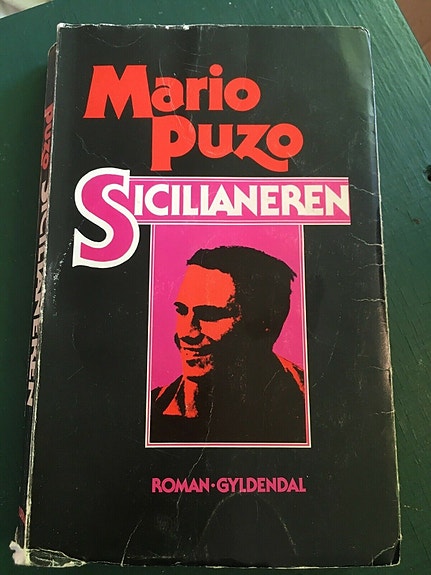 Mario
Puzo
SICILIANEREN
ROMAN·GYLDENDAL
PUZO SICILIANEREN